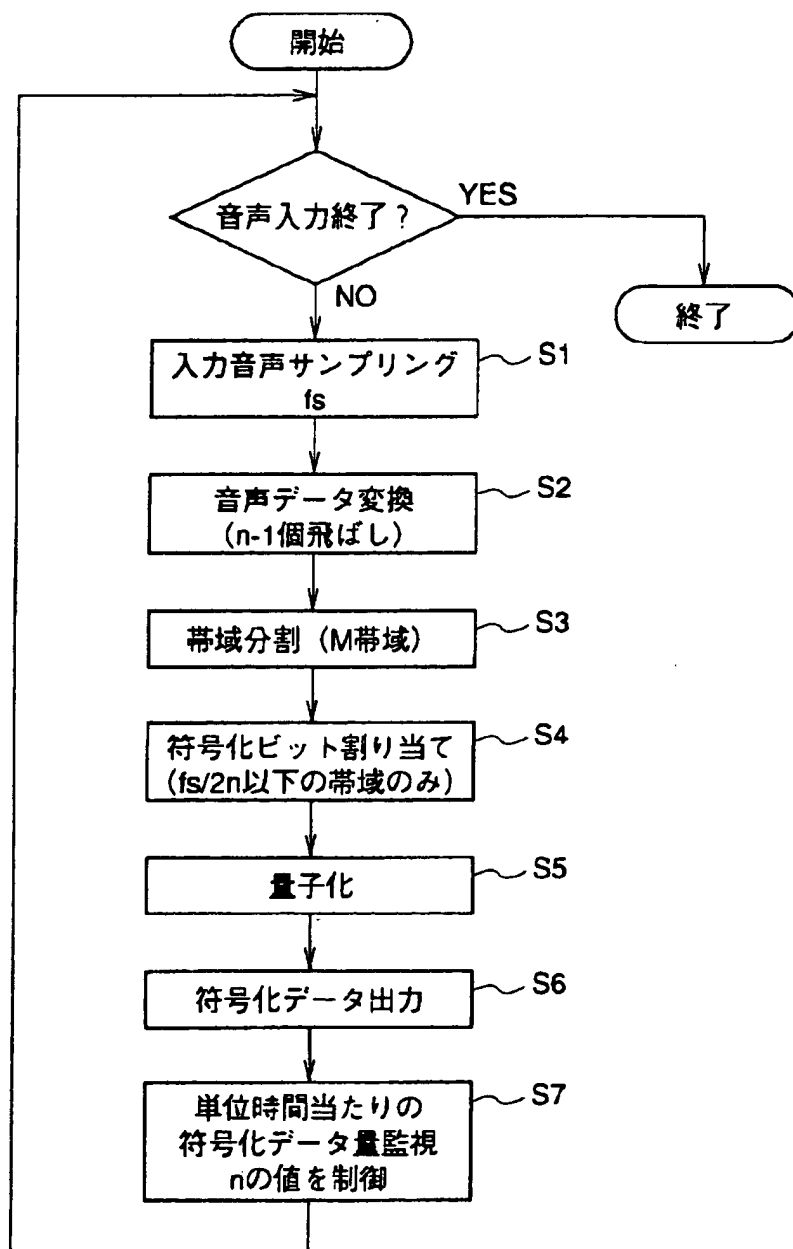 開始
音声入力終了？
YES
NO
終了
入力音声サンプリング
fs
S1
音声データ変換
(n-1個飛ばし)
S2
帯域分割（M帯域）
S3
符号化ビット割り当て
(fs/2n以下の帯域のみ)
S4
量子化
S5
符号化データ出力
S6
単位時間当たりの
符号化データ量監視
nの値を制御
S7